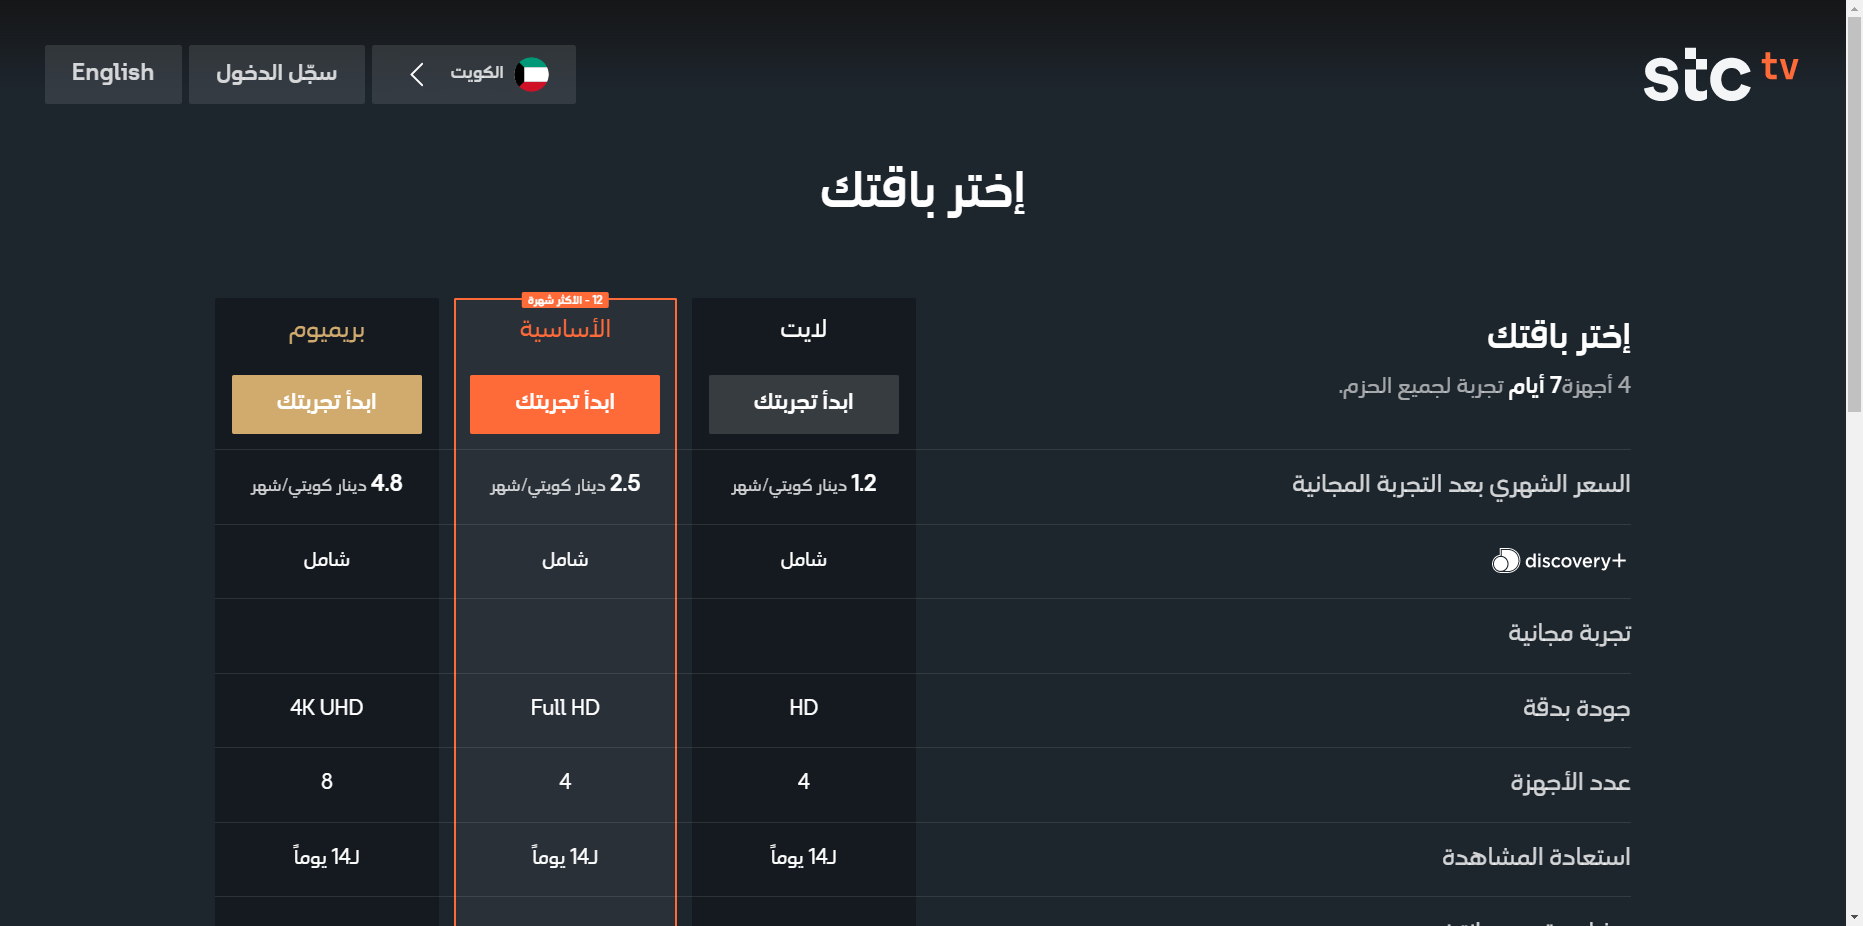 stc tv
الكويت
سجّل الدخول
English
إختر باقتك
إختر باقتك
4 أجهزة7 أيام تجربة لجميع الحزم.
لايت
ابدأ تجربتك
12 - الاكثر شهرة
الأساسية
ابدأ تجربتك
بريميوم
ابدأ تجربتك
السعر الشهري بعد التجربة المجانية
1.2 دينار كويتي/شهر
2.5 دينار كويتي/شهر
4.8 دينار كويتي/شهر
discovery+
شامل
شامل
شامل
تجربة مجانية
جودة بدقة
HD
Full HD
4K UHD
عدد الأجهزة
4
4
8
استعادة المشاهدة
لـ14 يوماً
لـ14 يوماً
لـ14 يوماً